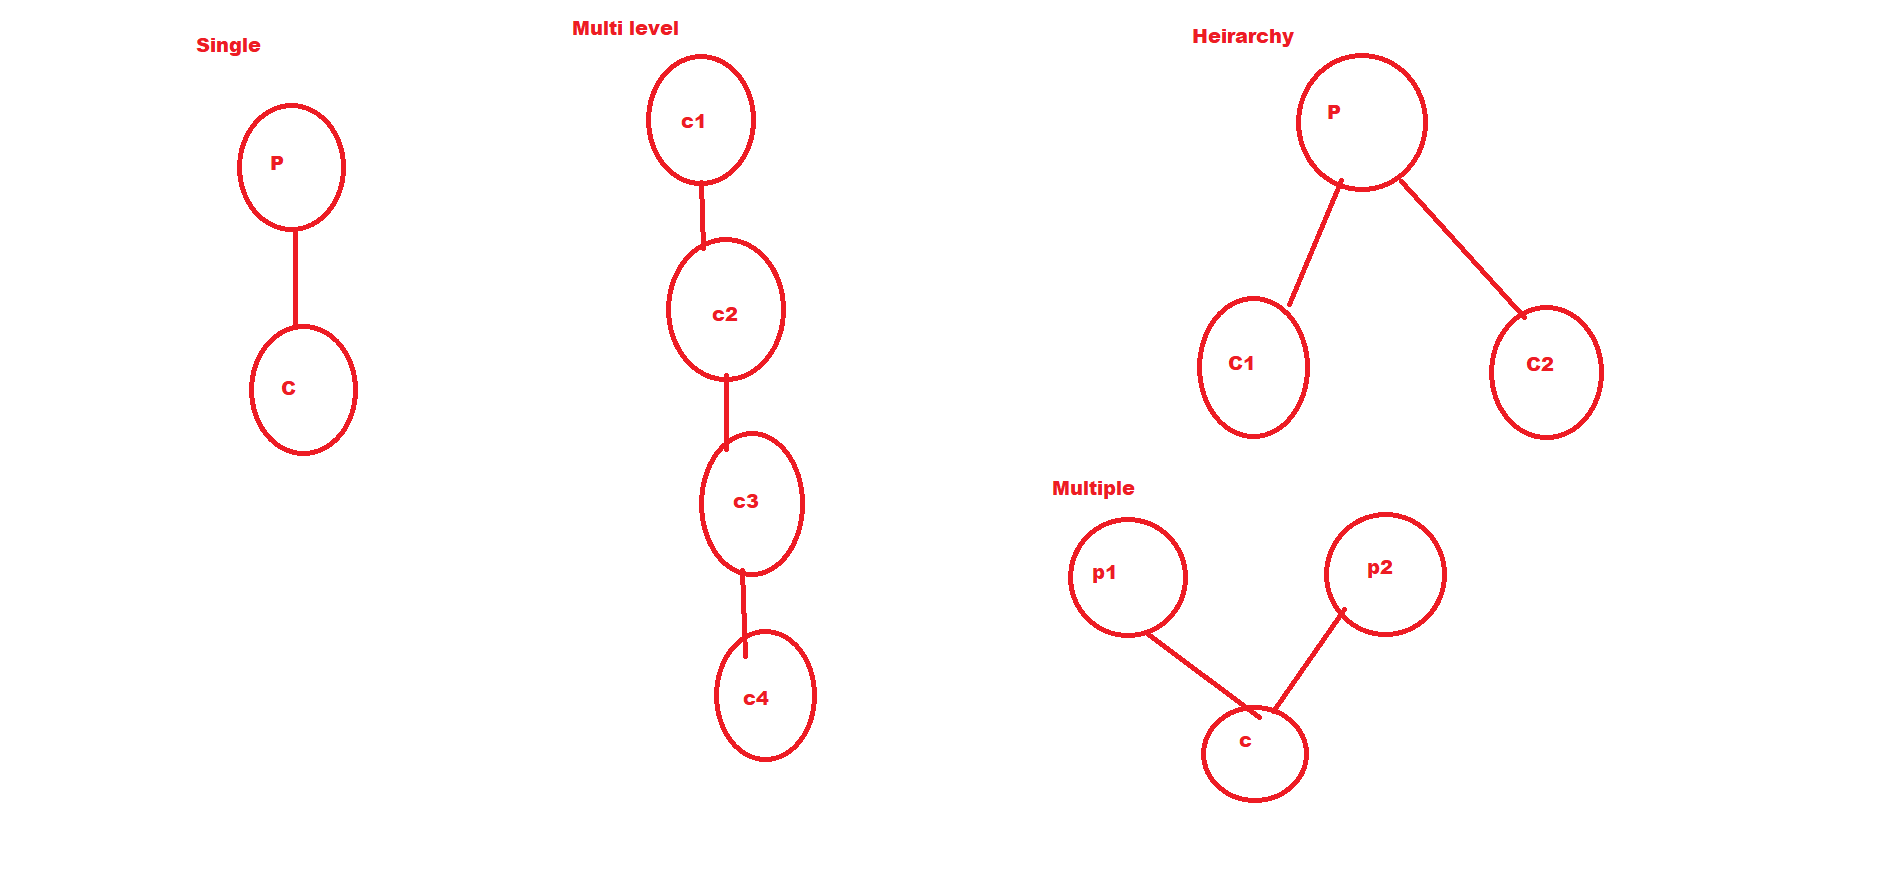 Single
P
C
Multi level
c1
c2
c3
c4
Heirarchy
P
C1
C2
Multiple
p1
p2
c